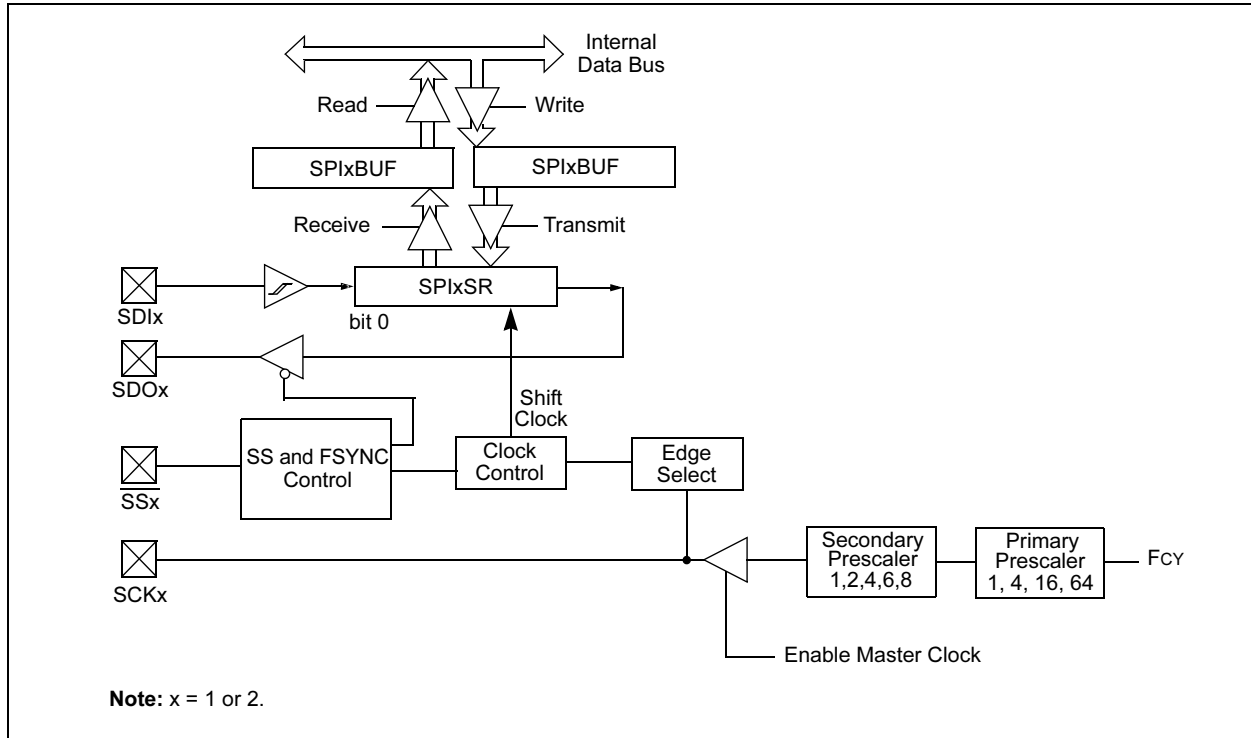 Internal
Data Bus
Read
Write
SPIxBUF
SPIxBUF
Receive
Transmit
SPIxSR
SDIx
bit 0
SDOx
Shift
Clock
SS and FSYNC
Control
Clock
Control
Edge
Select
SSx
SCKx
Secondary
Prescaler
1,2,4,6,8
Primary
Prescaler
1, 4, 16, 64
FCY
Enable Master Clock
Note: x = 1 or 2.